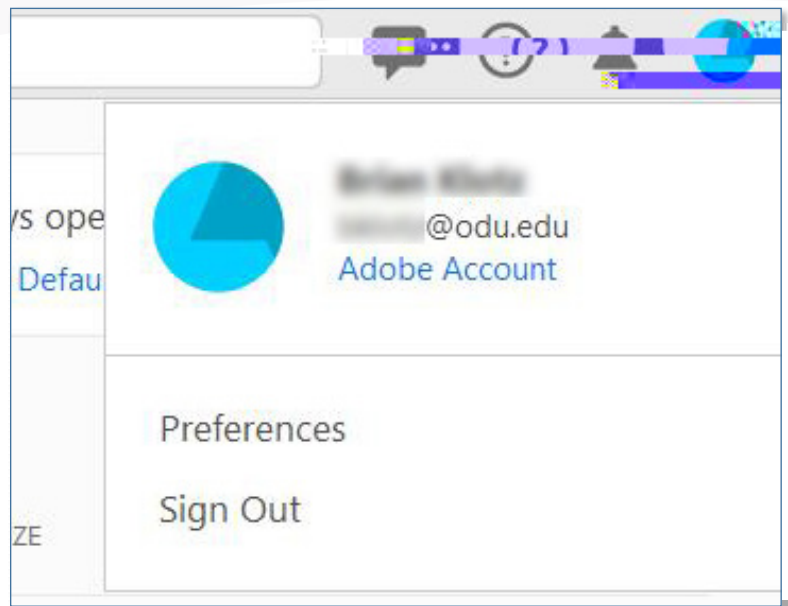 ys ope
Defau
ZE
@odu.edu
Adobe Account
Preferences
Sign Out